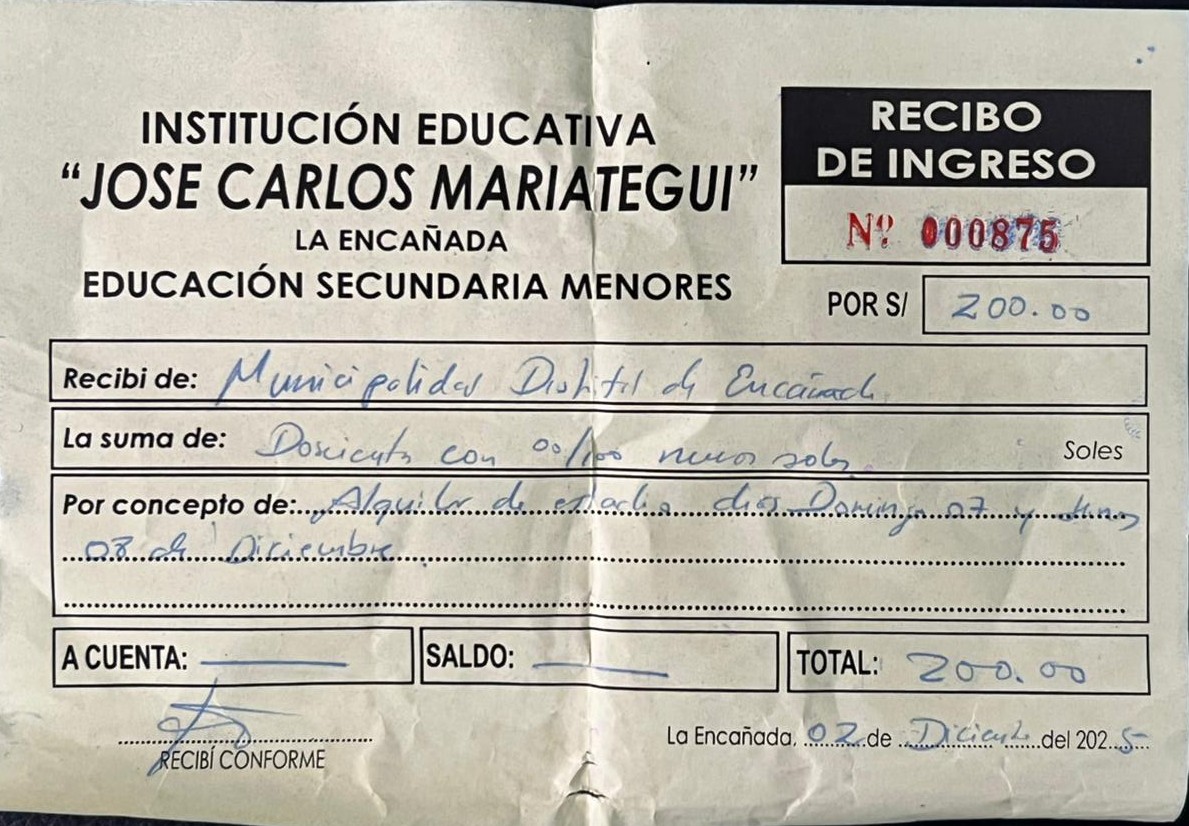 INSTITUCIÓN EDUCATIVA
“JOSE CARLOS MARIATEGUI”
LA ENCAÑADA
EDUCACIÓN SECUNDARIA MENORES
RECIBO
DE INGRESO
Nº 000875
POR S/ 200.00
Recibi de: Municipalidad Distrital de Encañada
La suma de: Doscientos con 00/100 nuevos soles. Soles
Por concepto de: Alquiler de estadio días Domingo 07 y lunes
08 de Diciembre
A CUENTA: ———
SALDO: ———
TOTAL: 200.00
RECIBÍ CONFORME
La Encañada, 02 de Diciembre del 2025